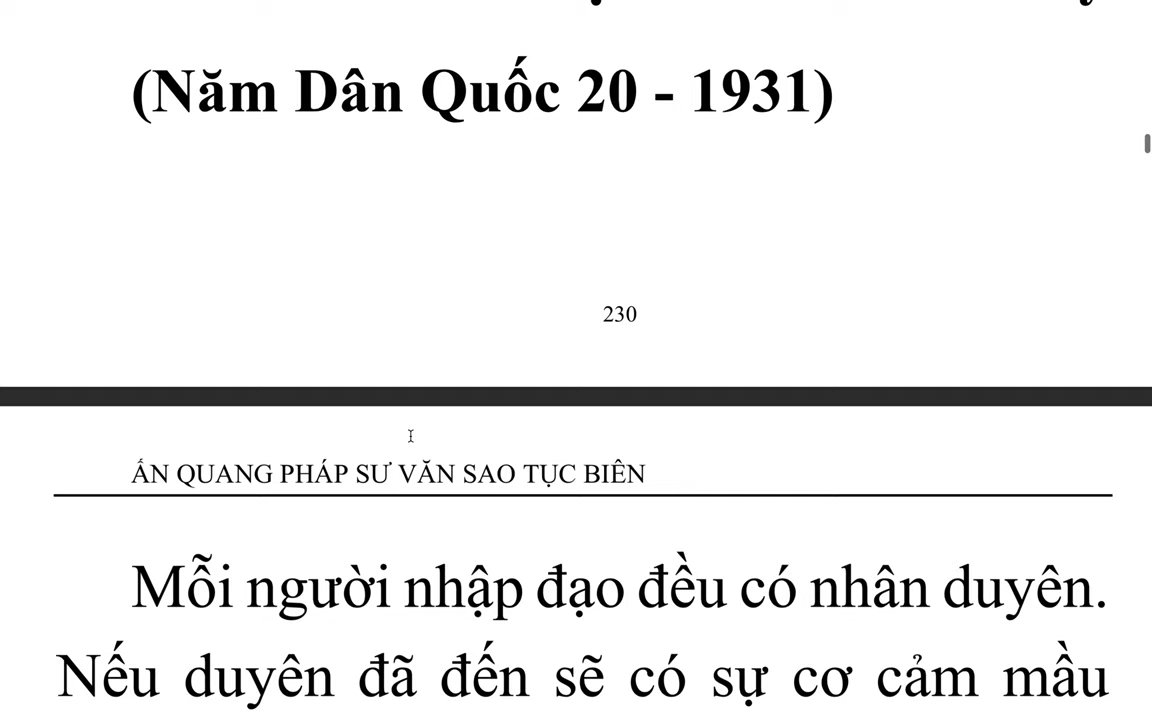 (Năm Dân Quốc 20 - 1931)
230
ẤN QUANG PHÁP SƯ VĂN SAO TỤC BIÊN
Mỗi người nhập đạo đều có nhân duyên.
Nếu duyên đã đến sẽ có sự cơ cảm mầu